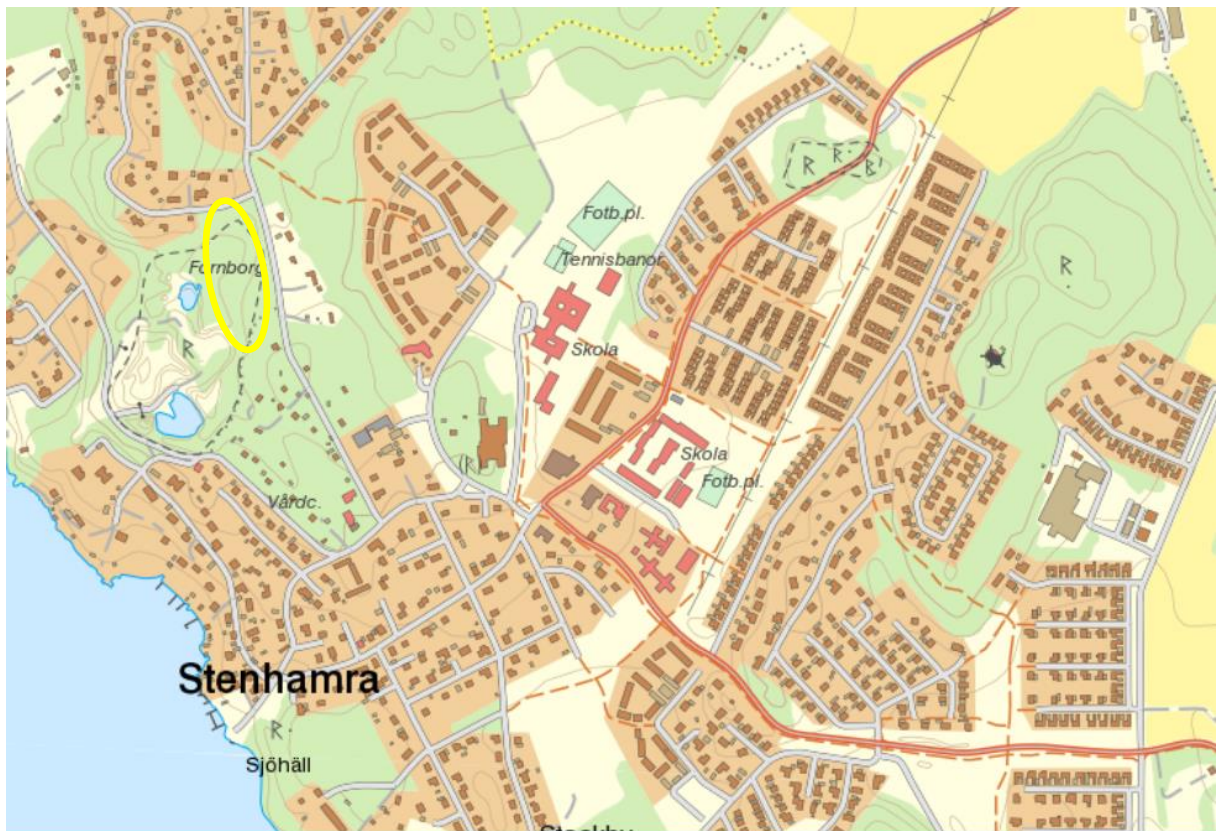 Fotb.pl.
Tennisbanor
Fornborg
R
R
R
R
R
Skola
Skola
Fotb.pl.
(R)
Vårdc.
Stenhamra
R
Sjöhäll